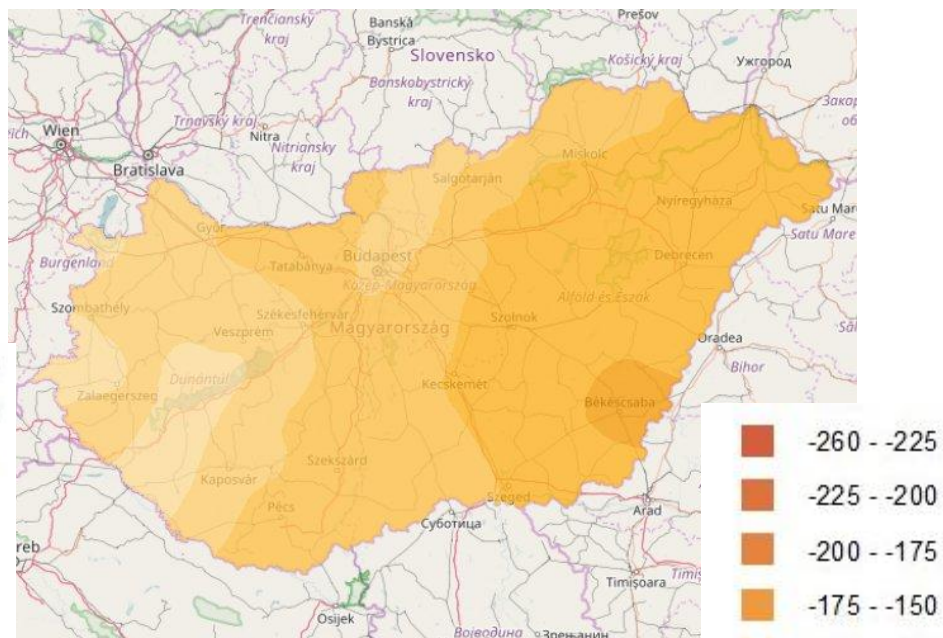 Trenčiansky
kraj
Banská
Bystrica
Slovensko
Prešov
Košický kraj
Ужгород
Banskobystrický
kraj
Wien
Trnavský kraj
Nitra
Nitriansky
kraj
Bratislava
Miskolc
Salgótarján
Nyíregyháza
Satu Mare
Győr
Budapest
Debrecen
Burgenland
Tatabánya
Közép-Magyarország
Alföld és Észak
Szombathely
Székesfehérvár
Szolnok
Veszprém
Magyarország
Oradea
Dunántúl
Bihor
Zalaegerszeg
Kecskemét
Békéscsaba
Szekszárd
Kaposvár
Pécs
Szeged
Суботица
Arad
Timișoara
Osijek
Војводина
Зрењанин
-260 - -225
-225 - -200
-200 - -175
-175 - -150